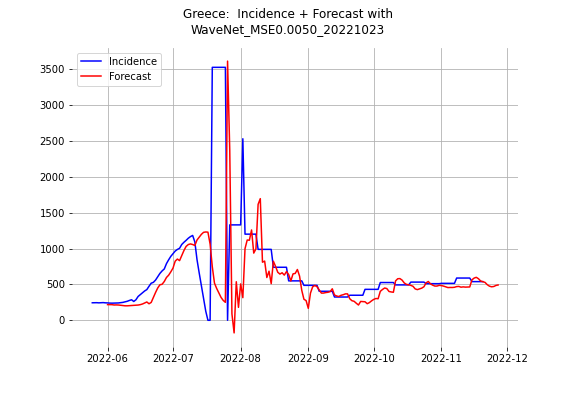 Greece:  Incidence + Forecast with
WaveNet_MSE0.0050_20221023
Incidence
Forecast
3500
3000
2500
2000
1500
1000
500
0
2022-06 2022-07 2022-08 2022-09 2022-10 2022-11 2022-12